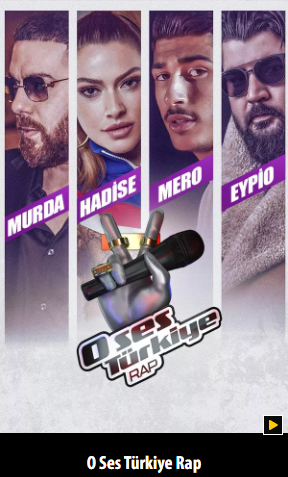 MURDA
HADİSE
MERO
EYPİO
O ses
Türkiye
RAP
O Ses Türkiye Rap